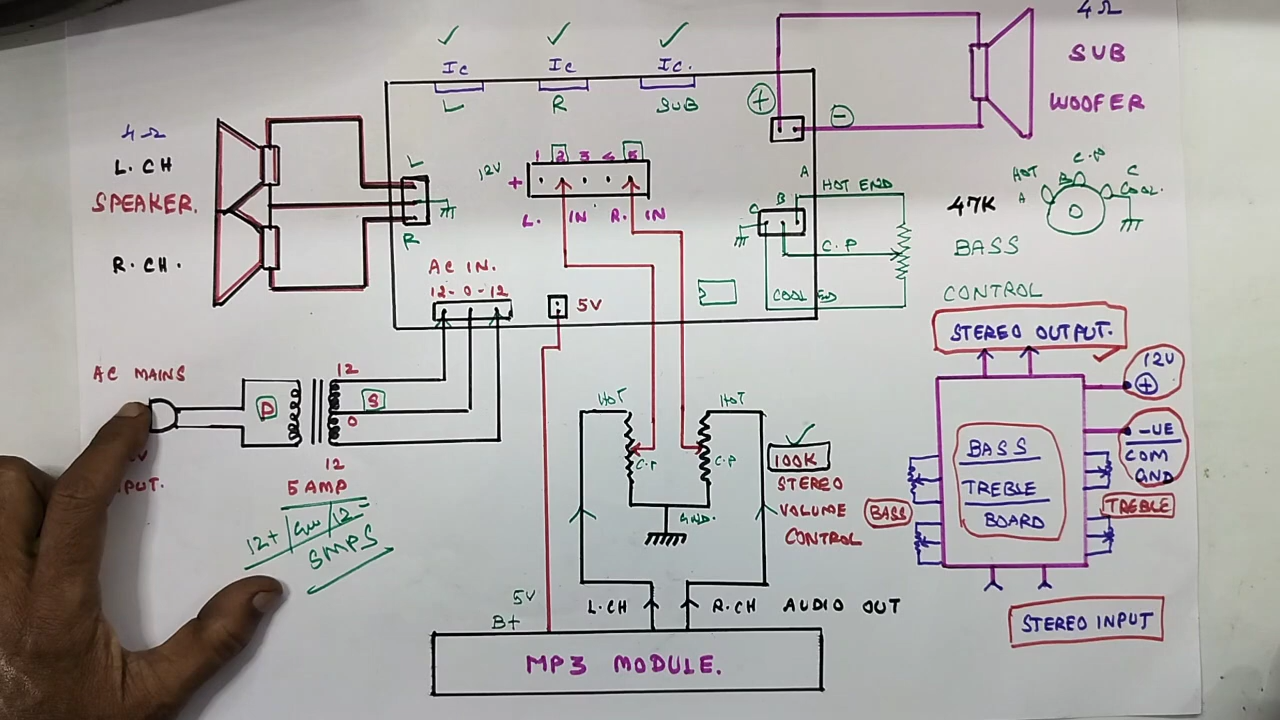 Ic Ic Ic.
L R SUB
4Ω
SUB
WOOFER
+
-
4Ω
L.CH
SPEAKER.
R.CH.
L
R
12V
+
1 2 3 4 5
L. IN R. IN
A
B
C
HOT END
C.P
COOL END
47K
BASS
CONTROL
HOT
A
C.P
B
C
COOL.
AC IN.
12-0-12
5V
AC MAINS
PUT.
P
S
12
0
12
5 AMP
12+/Gnd/12-
SMPS
HOT HOT
C.P C.P
GND.
100K
STEREO
VOLUME
CONTROL
L.CH R.CH AUDIO OUT
5V
B+
MP3 MODULE.
STEREO OUTPUT.
12V
+
-VE
COM
GND
BASS
TREBLE
BOARD
BASS
TREBLE
STEREO INPUT